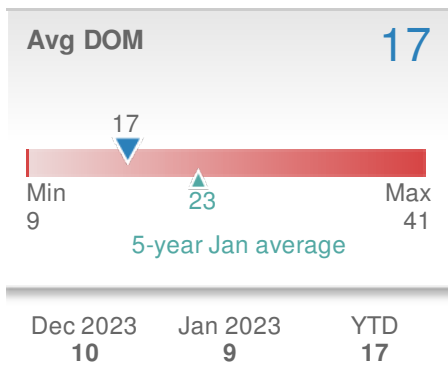 Avg DOM 17
17
Min Max
9 41
23
5-year Jan average
Dec 2023 Jan 2023 YTD
10 9 17